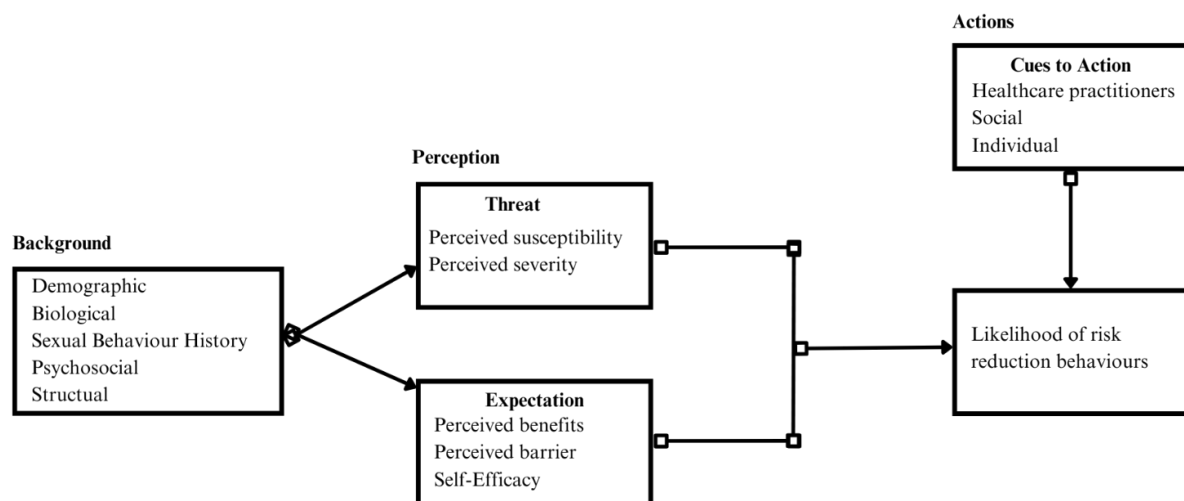 Actions
Cues to Action
Healthcare practitioners
Social
Individual
Perception
Threat
Perceived susceptibility
Perceived severity
Background
Demographic
Biological
Sexual Behaviour History
Psychosocial
Structual
Likelihood of risk
reduction behaviours
Expectation
Perceived benefits
Perceived barrier
Self-Efficacy